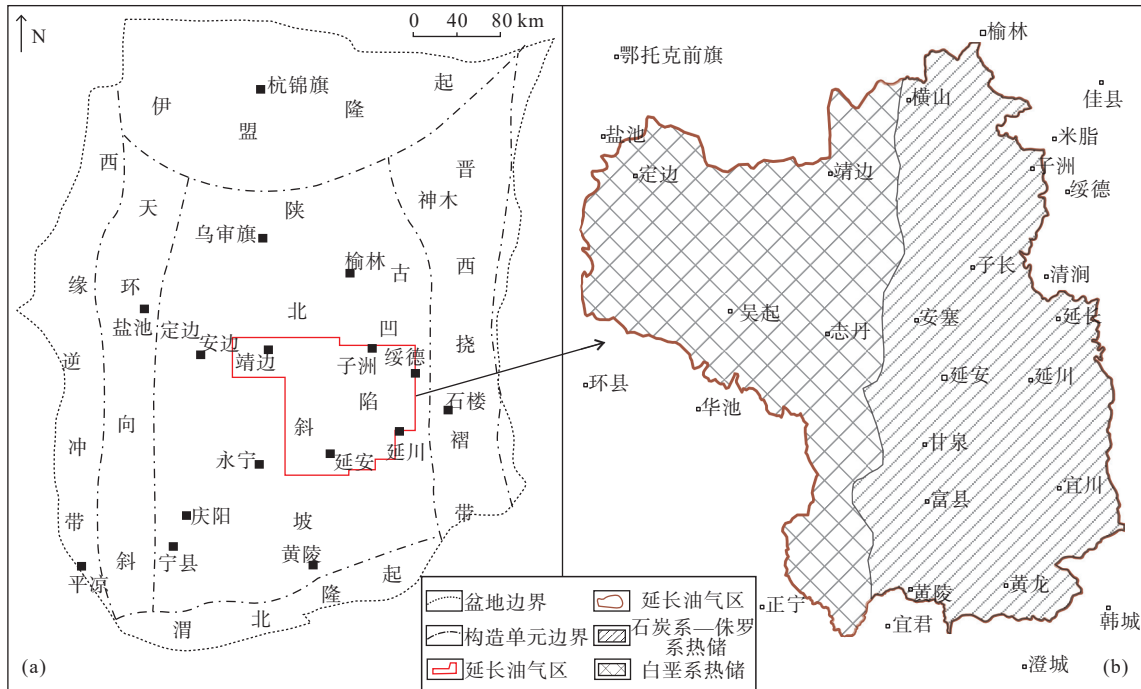 (a)
N
0 40 80 km
伊盟隆起
杭锦旗
西缘逆冲带
天环向斜
陕北斜坡
神木
晋西挠褶带
乌审旗
榆林
古凹陷
盐池
定边
安边
靖边
子洲
绥德
石楼
延川
延安
永宁
庆阳
宁县
黄陵
平凉
渭北隆起
(b)
榆林
鄂托克前旗
横山
佳县
盐池
米脂
定边
靖边
子洲
绥德
子长
清涧
吴起
志丹
安塞
延长
环县
延安
延川
华池
甘泉
富县
宜川
黄陵
黄龙
正宁
宜君
韩城
澄城
盆地边界
延长油气区
构造单元边界
石炭系—侏罗
系热储
延长油气区
白垩系热储